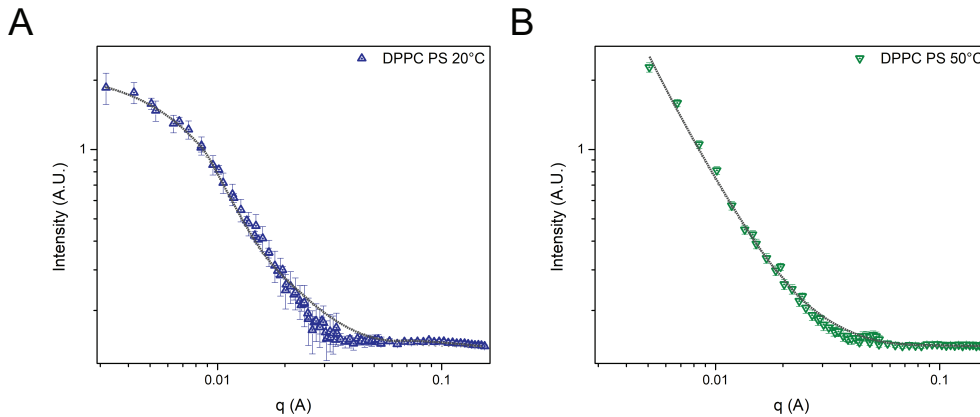 A
B
DPPC PS 20°C
DPPC PS 50°C
Intensity (A.U.)
1
0.01
0.1
q (A)
Intensity (A.U.)
1
0.01
0.1
q (A)